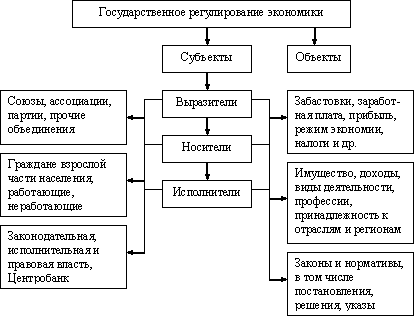 Государственное регулирование экономики
Субъекты
Объекты
Союзы, ассоциации,
партии, прочие
объединения
Выразители
Забастовки, заработ-
ная плата, прибыль,
режим экономии,
налоги и др.
Носители
Граждане взрослой
части населения,
работающие,
неработающие
Исполнители
Имущество, доходы,
виды деятельности,
профессии,
принадлежность к
отраслям и регионам
Законодательная,
исполнительная и
правовая власть,
Центробанк
Законы и нормативы,
в том числе
постановления,
решения, указы